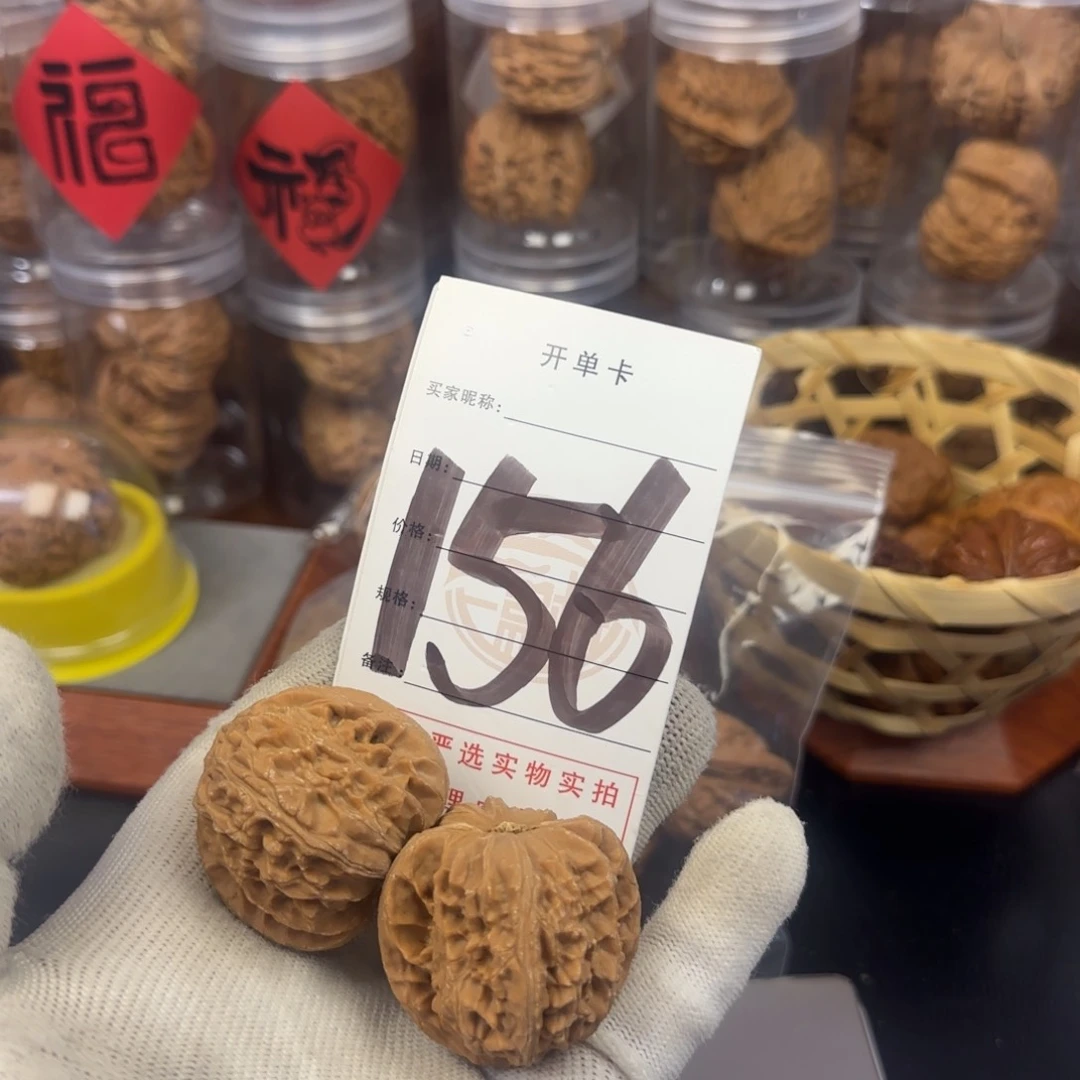 福
福
开单卡
买家昵称:
日期:
价格:
规格:
备注:
156
严选实物实拍